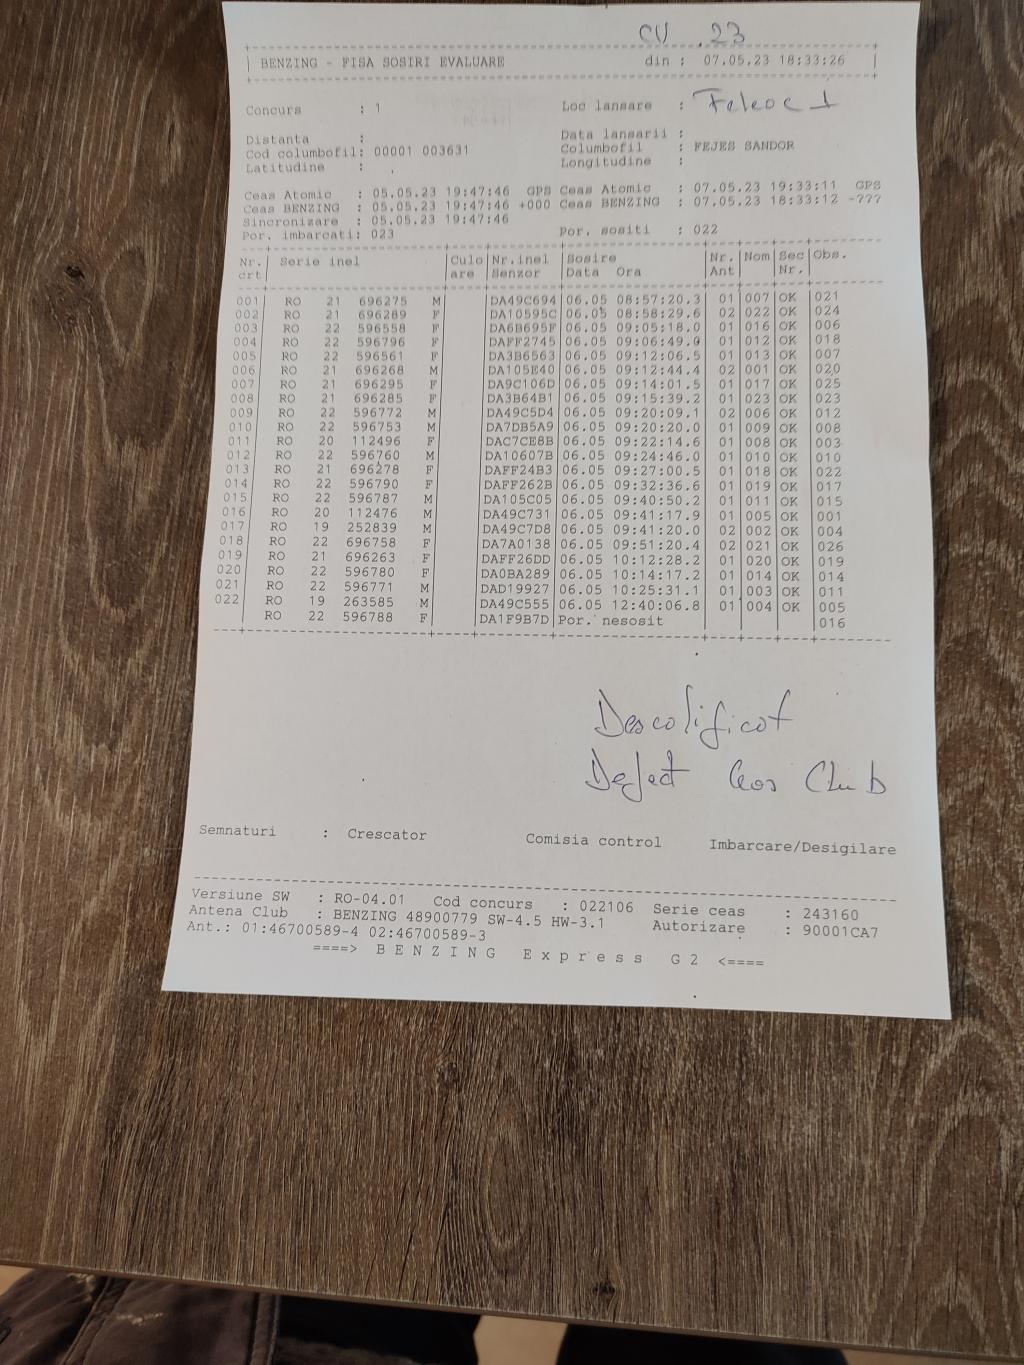 CU .23
BENZING - FISA SOSIRI EVALUARE din : 07.05.23 18:33:26
Concurs : 1 Loc lansare :
Distanta : Data lansarii :
Cod columbofil: 00001 003631 Columbofil : FEJES SANDOR
Latitudine : Longitudine :
Ceas Atomic : 05.05.23 19:47:46 GPS Ceas Atomic : 07.05.23 19:33:11 GPS
Ceas BENZING : 05.05.23 19:47:46 +000 Ceas BENZING : 07.05.23 18:33:12 -???
Sincronizare : 05.05.23 19:47:46
Por. imbarcati: 023 Por. sositi : 022
Nr. crt Serie inel Culo are Nr.inel Senzor Sosire Data Ora Nr. Ant Nom Sec Nr. Obs.
001 RO 21 696275 M DA49C694 06.05 08:57:20.3 01 007 OK 021
002 RO 21 696289 F DA10595C 06.05 08:58:29.6 02 022 OK 024
003 RO 22 596558 F DA6B695F 06.05 09:05:18.0 01 016 OK 006
004 RO 22 596796 F DAFF2745 06.05 09:06:49.0 01 012 OK 018
005 RO 22 596561 F DA3B6563 06.05 09:12:06.5 01 013 OK 007
006 RO 21 696268 M DA105E40 06.05 09:12:44.4 02 001 OK 020
007 RO 21 696295 F DA9C106D 06.05 09:14:01.5 01 017 OK 025
008 RO 21 696285 F DA3B64B1 06.05 09:15:39.2 01 023 OK 023
009 RO 22 596772 M DA49C5D4 06.05 09:20:09.1 02 006 OK 012
010 RO 22 596753 M DA7DB5A9 06.05 09:20:20.0 01 009 OK 008
011 RO 20 112496 F DAC7CE8B 06.05 09:22:14.6 01 008 OK 003
012 RO 22 596760 M DA10607B 06.05 09:24:46.0 01 010 OK 010
013 RO 21 696278 F DAFF24B3 06.05 09:27:00.5 01 018 OK 022
014 RO 22 596790 F DAFF262B 06.05 09:32:36.6 01 019 OK 017
015 RO 22 596787 M DA105C05 06.05 09:40:50.2 01 011 OK 015
016 RO 20 112476 M DA49C731 06.05 09:41:17.9 01 005 OK 001
017 RO 19 252839 M DA49C7D8 06.05 09:41:20.0 02 002 OK 004
018 RO 22 696758 F DA7A0138 06.05 09:51:20.4 02 021 OK 026
019 RO 21 696263 F DAFF26DD 06.05 10:12:28.2 01 020 OK 019
020 RO 22 596780 F DA0BA289 06.05 10:14:17.2 01 014 OK 014
021 RO 22 596771 M DAD19927 06.05 10:25:31.1 01 003 OK 011
022 RO 19 263585 M DA49C555 06.05 12:40:06.8 01 004 OK 005
RO 22 596788 F DA1F9B7D Por. nesosit 016
Descalificat
Defect Ceas Club
Semnaturi : Crescator Comisia control Imbarcare/Desigilare
Versiune SW : RO-04.01 Cod concurs : 022106 Serie ceas : 243160
Antena Club : BENZING 48900779 SW-4.5 HW-3.1 Autorizare : 90001CA7
Ant.: 01:46700589-4 02:46700589-3
====> B E N Z I N G E x p r e s s G 2 <====